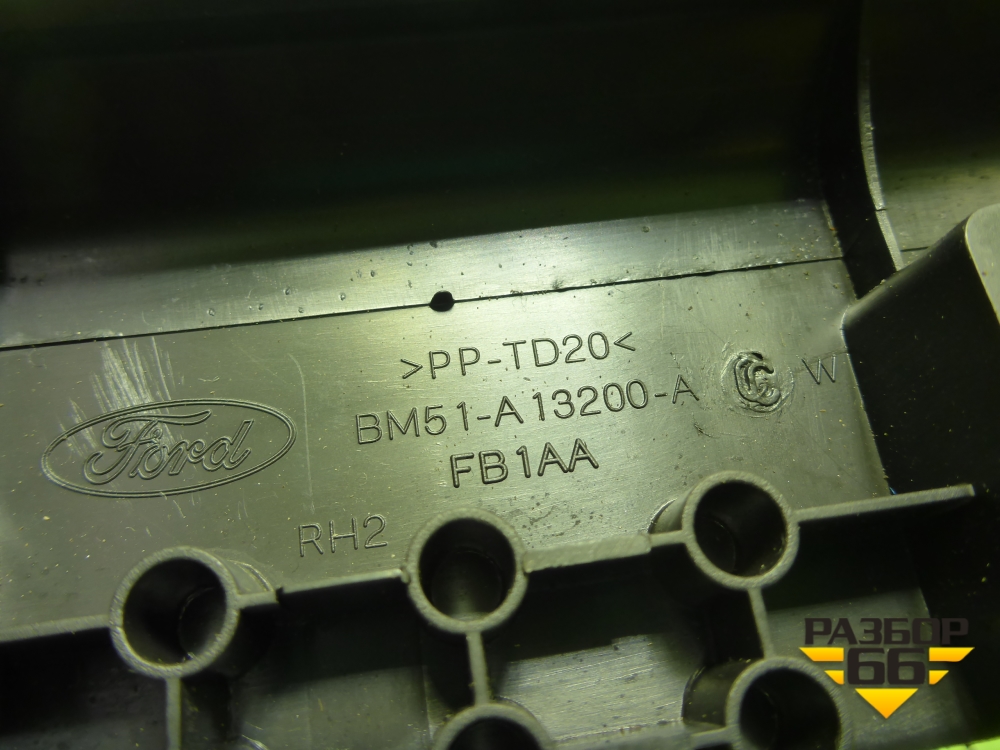 >PP-TD20<
BM51-A13200-A
W
FB1AA
Ford
RH2
РАЗБОР
66